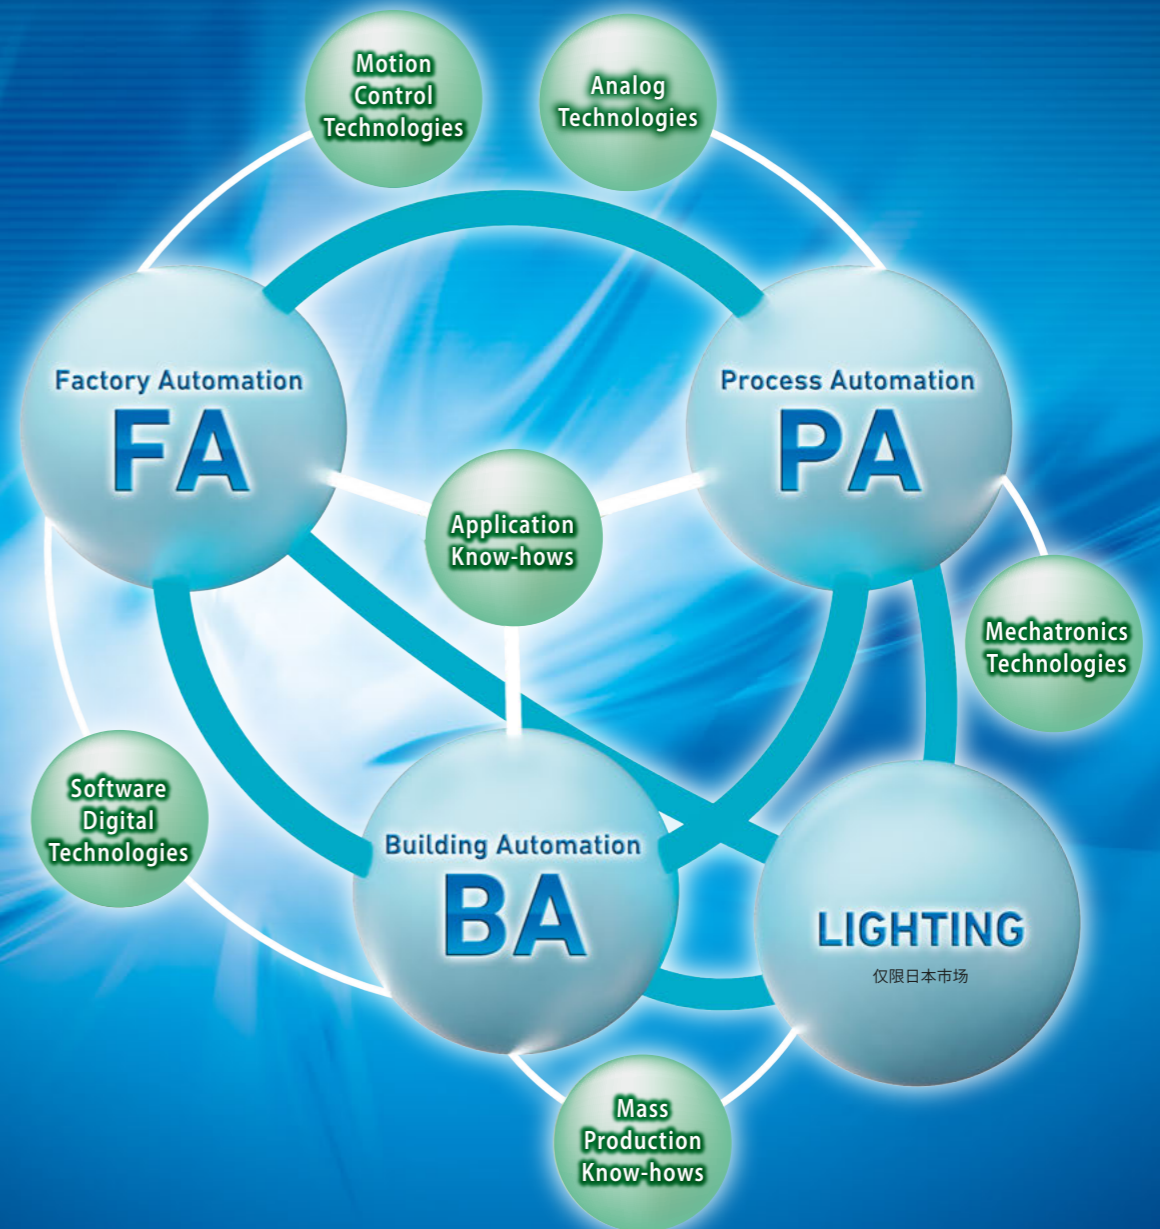 Motion
Control
Technologies
Analog
Technologies
Factory Automation
FA
Process Automation
PA
Application
Know-hows
Mechatronics
Technologies
Software
Digital
Technologies
Building Automation
BA
LIGHTING
仅限日本市场
Mass
Production
Know-hows